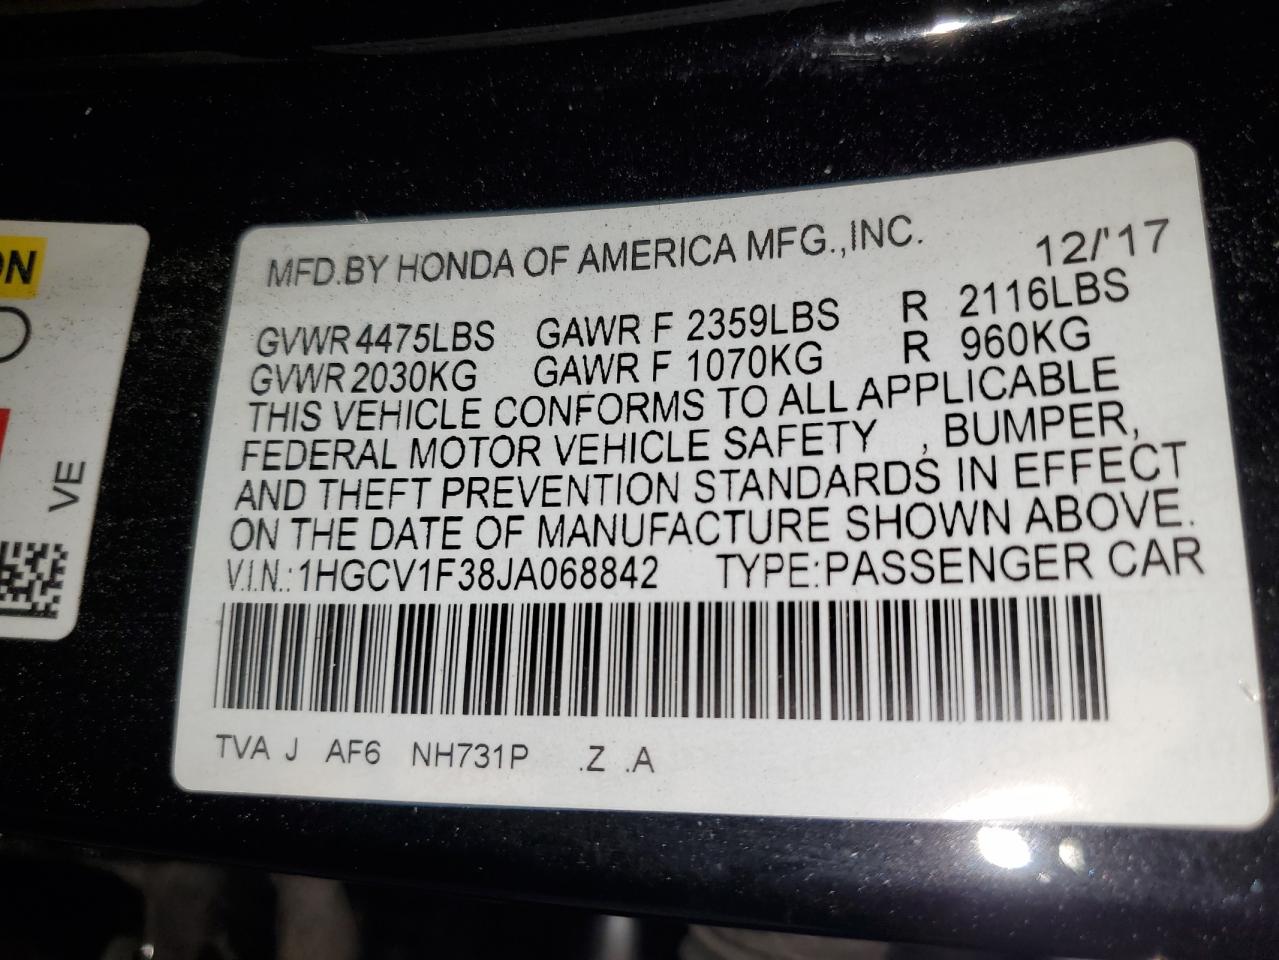 MFD.BY HONDA OF AMERICA MFG.,INC. 12/'17
GVWR 4475LBS GAWR F 2359LBS R 2116LBS
GVWR 2030KG GAWR F 1070KG R 960KG
THIS VEHICLE CONFORMS TO ALL APPLICABLE
FEDERAL MOTOR VEHICLE SAFETY , BUMPER,
AND THEFT PREVENTION STANDARDS IN EFFECT
ON THE DATE OF MANUFACTURE SHOWN ABOVE.
V.I.N.: 1HGCV1F38JA068842 TYPE:PASSENGER CAR
TVA J AF6 NH731P .Z .A
VE